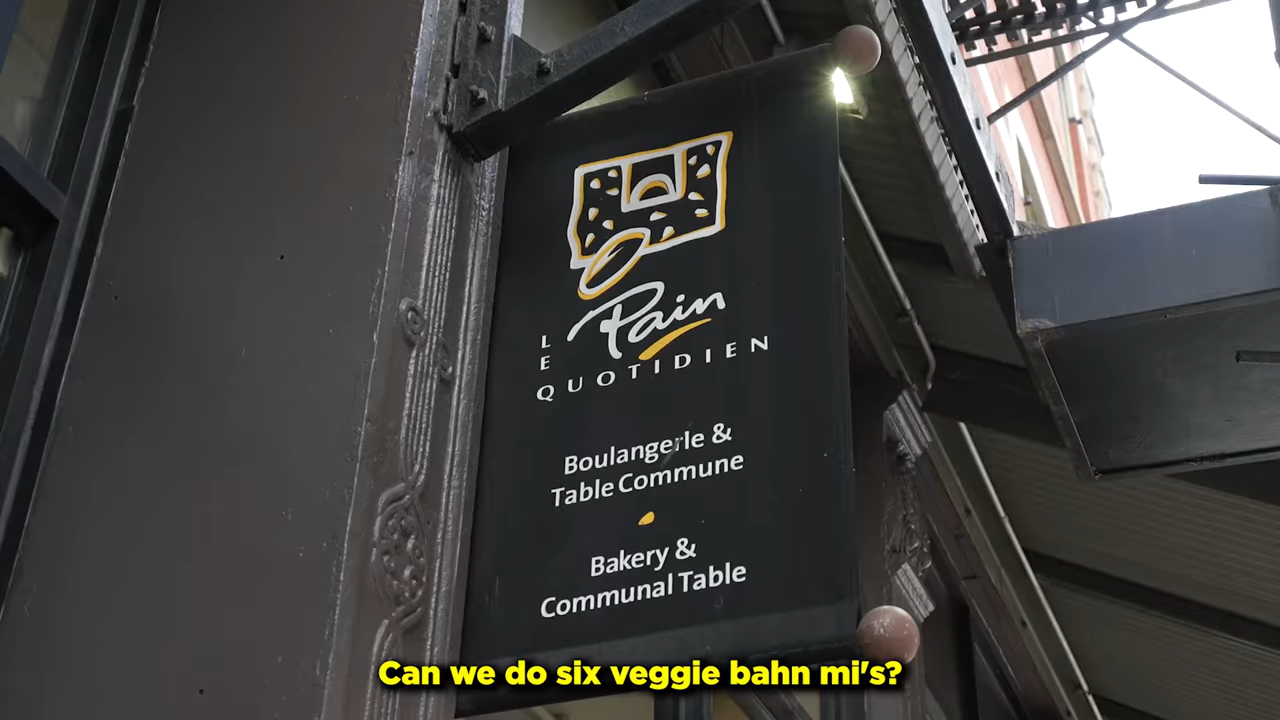 Le Pain
QUOTIDIEN
Boulangerie &
Table Commune
Bakery &
Communal Table
Can we do six veggie bahn mi's?